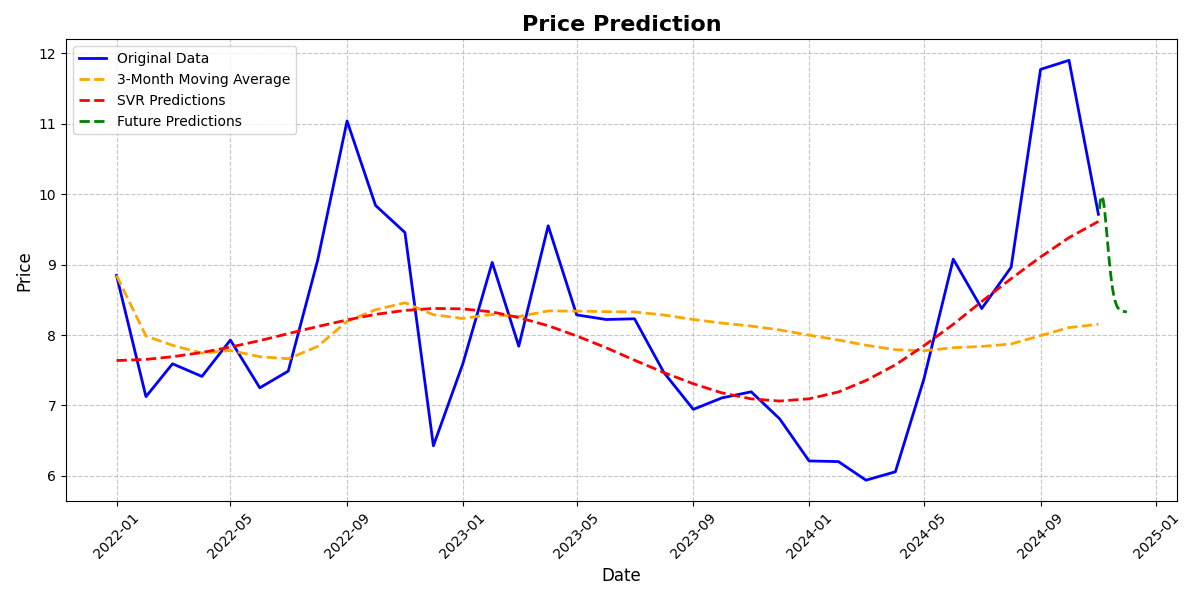 Price Prediction
Original Data
3-Month Moving Average
SVR Predictions
Future Predictions
Price
12
11
10
9
8
7
6
2022-01
2022-05
2022-09
2023-01
2023-05
2023-09
2024-01
2024-05
2024-09
2025-01
Date